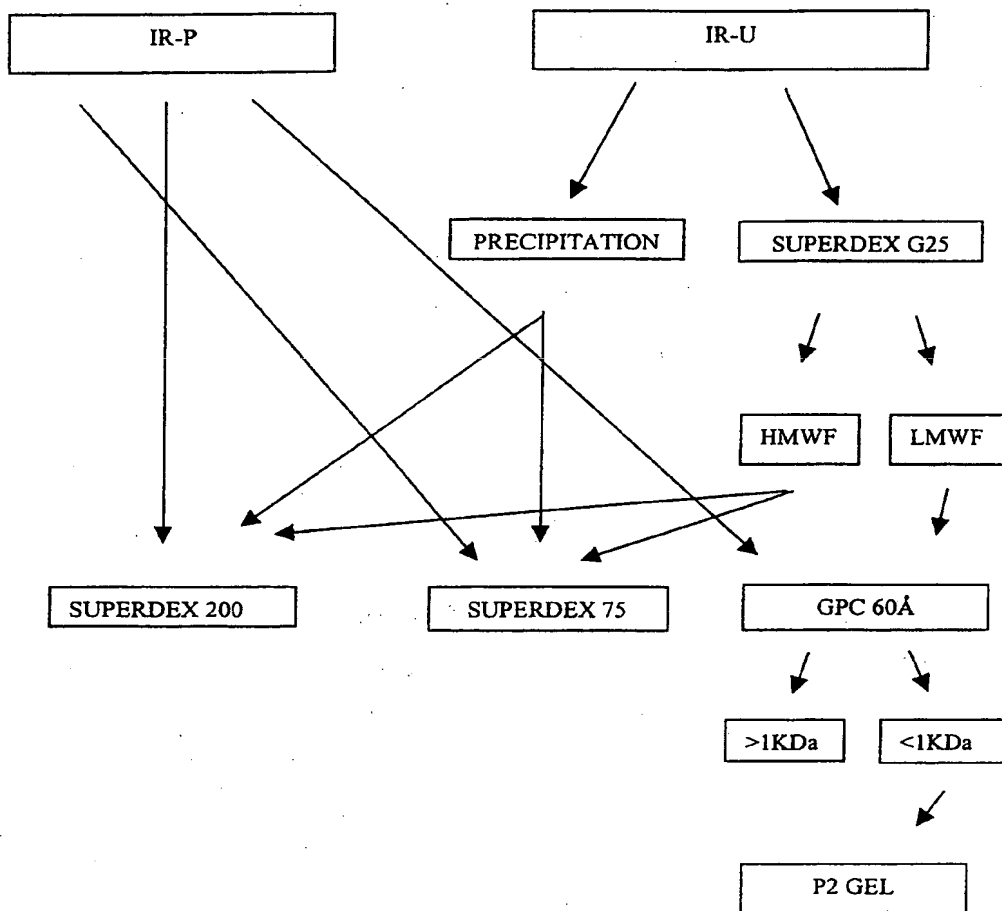 IR-P
IR-U
PRECIPITATION
SUPERDEX G25
HMWF
LMWF
SUPERDEX 200
SUPERDEX 75
GPC 60Å
>1KDa
<1KDa
P2 GEL